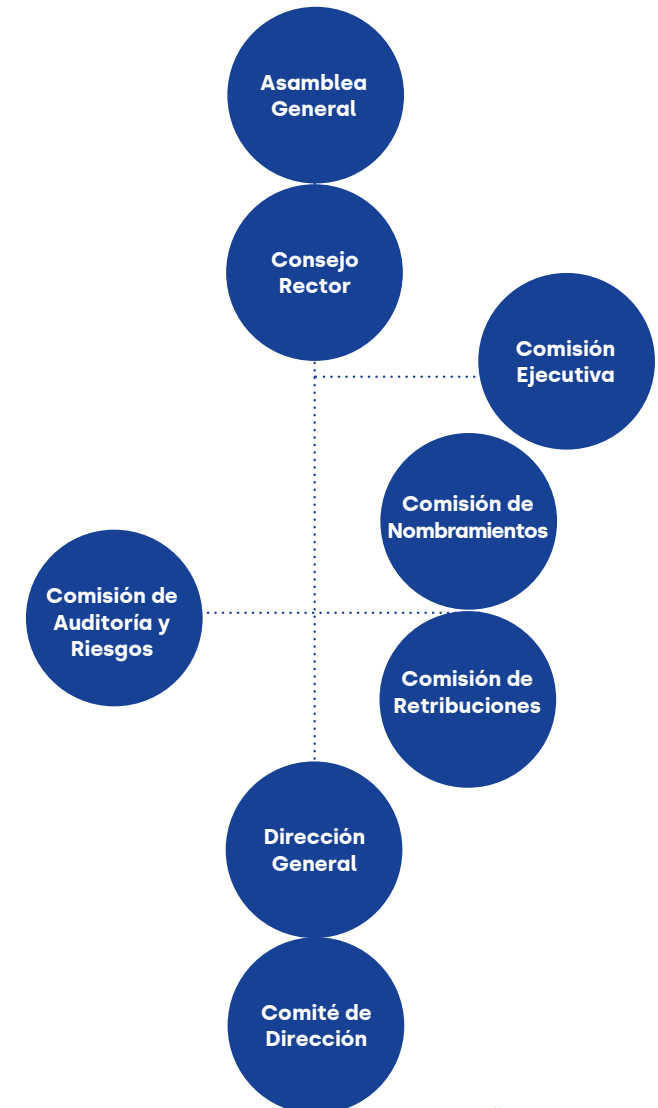 Asamblea
General
Consejo
Rector
Comisión
Ejecutiva
Comisión de
Nombramientos
Comisión de
Auditoría y
Riesgos
Comisión de
Retribuciones
Dirección
General
Comité de
Dirección